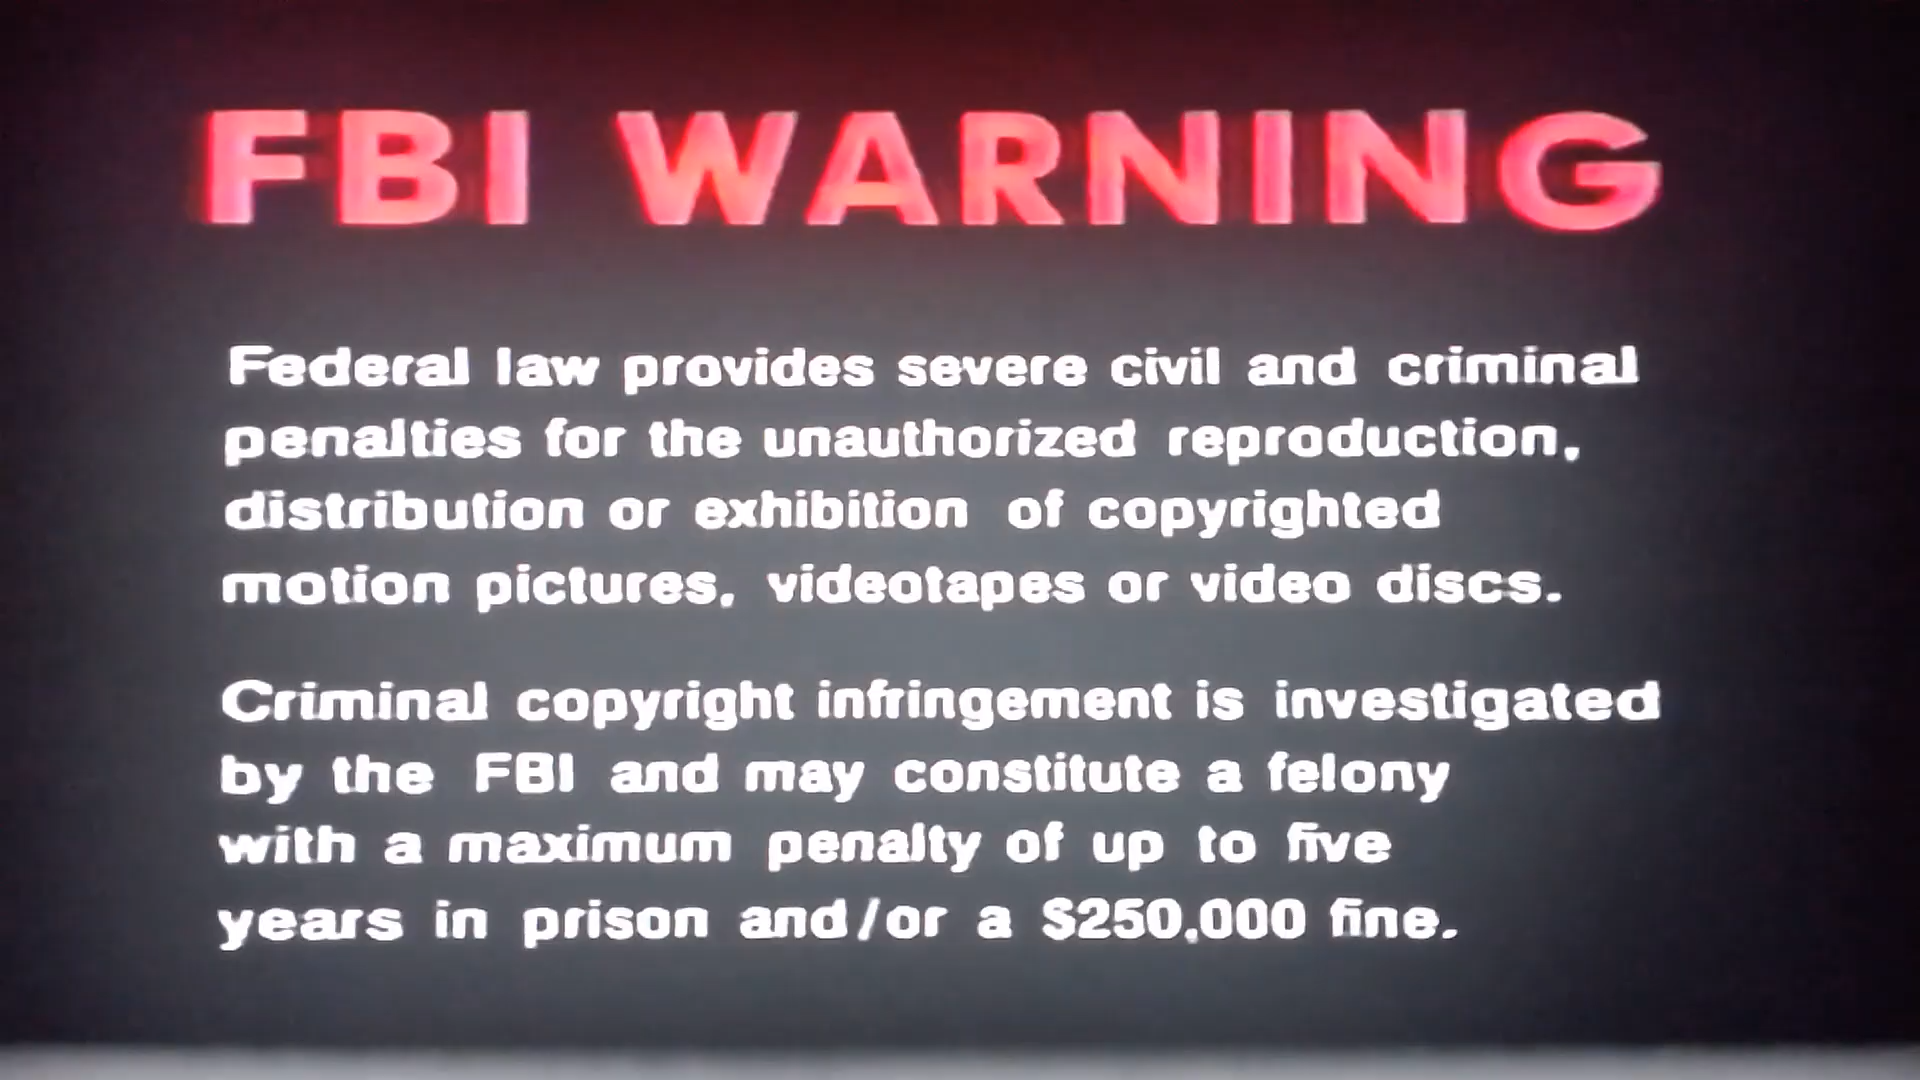 FBI WARNING
Federal law provides severe civil and criminal
penalties for the unauthorized reproduction,
distribution or exhibition of copyrighted
motion pictures, videotapes or video discs.
Criminal copyright infringement is investigated
by the FBI and may constitute a felony
with a maximum penalty of up to five
years in prison and/or a $250,000 fine.